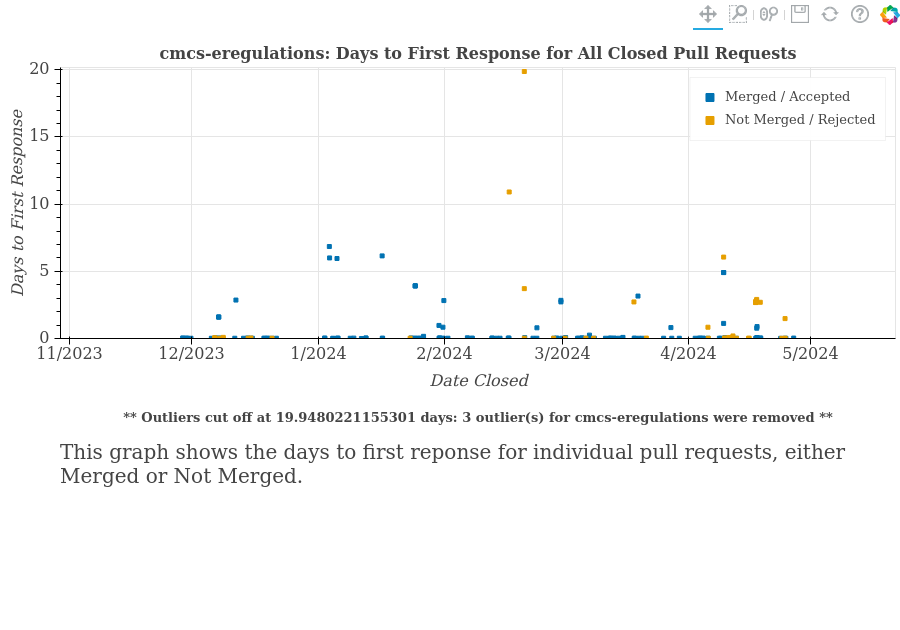 cmcs-eregulations: Days to First Response for All Closed Pull Requests
Days to First Response
20
15
10
5
0
Merged / Accepted
Not Merged / Rejected
11/2023 12/2023 1/2024 2/2024 3/2024 4/2024 5/2024
Date Closed
** Outliers cut off at 19.9480221155301 days: 3 outlier(s) for cmcs-eregulations were removed **
This graph shows the days to first reponse for individual pull requests, either
Merged or Not Merged.